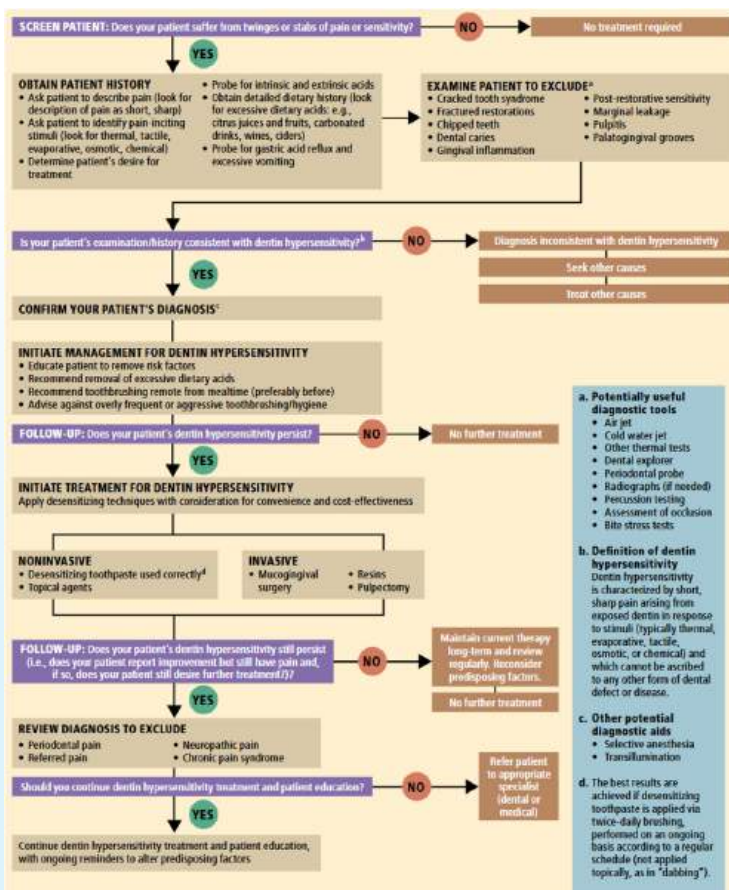 SCREEN PATIENT: Does your patient suffer from twinges or stabs of pain or sensitivity?
NO
No treatment required
YES
OBTAIN PATIENT HISTORY
• Ask patient to describe pain (look for
description of pain as short, sharp)
• Ask patient to identify pain-inciting
stimuli (look for thermal, tactile,
evaporative, osmotic, chemical)
• Determine patient's desire for
treatment
• Probe for intrinsic and extrinsic acids
• Obtain detailed dietary history (look
for excessive dietary acids: e.g.,
citrus juices and fruits, carbonated
drinks, wines, ciders)
• Probe for gastric acid reflux and
excessive vomiting
EXAMINE PATIENT TO EXCLUDEa
• Cracked tooth syndrome
• Fractured restorations
• Chipped teeth
• Dental caries
• Gingival inflammation
• Post-restorative sensitivity
• Marginal leakage
• Pulpitis
• Palatogingival grooves
Is your patient's examination/history consistent with dentin hypersensitivity?b
NO
Diagnosis inconsistent with dentin hypersensitivity
Seek other causes
Treat other causes
YES
CONFIRM YOUR PATIENT'S DIAGNOSISc
INITIATE MANAGEMENT FOR DENTIN HYPERSENSITIVITY
• Educate patient to remove risk factors
• Recommend removal of excessive dietary acids
• Recommend toothbrushing remote from mealtime (preferably before)
• Advise against overly frequent or aggressive toothbrushing/hygiene
FOLLOW-UP: Does your patient's dentin hypersensitivity persist?
NO
No further treatment
YES
INITIATE TREATMENT FOR DENTIN HYPERSENSITIVITY
Apply desensitizing techniques with consideration for convenience and cost-effectiveness
NONINVASIVE
• Desensitizing toothpaste used correctlyd
• Topical agents
INVASIVE
• Mucogingival
surgery
• Resins
• Pulpectomy
FOLLOW-UP: Does your patient's dentin hypersensitivity still persist
(i.e., does your patient report improvement but still have pain and,
if so, does your patient still desire further treatment?)?
NO
Maintain current therapy
long-term and review
regularly. Reconsider
predisposing factors.
No further treatment
YES
REVIEW DIAGNOSIS TO EXCLUDE
• Periodontal pain
• Referred pain
• Neuropathic pain
• Chronic pain syndrome
Should you continue dentin hypersensitivity treatment and patient education?
NO
Refer patient
to appropriate
specialist
(dental or
medical)
YES
Continue dentin hypersensitivity treatment and patient education,
with ongoing reminders to alter predisposing factors
a. Potentially useful
diagnostic tools
• Air jet
• Cold water jet
• Other thermal tests
• Dental explorer
• Periodontal probe
• Radiographs (if needed)
• Percussion testing
• Assessment of occlusion
• Bite stress tests
b. Definition of dentin
hypersensitivity
Dentin hypersensitivity
is characterized by short,
sharp pain arising from
exposed dentin in response
to stimuli (typically thermal,
evaporative, tactile,
osmotic, or chemical) and
which cannot be ascribed
to any other form of dental
defect or disease.
c. Other potential
diagnostic aids
• Selective anesthesia
• Transillumination
d. The best results are
achieved if desensitizing
toothpaste is applied via
twice-daily brushing,
performed on an ongoing
basis according to a regular
schedule (not applied
topically, as in "dabbing").